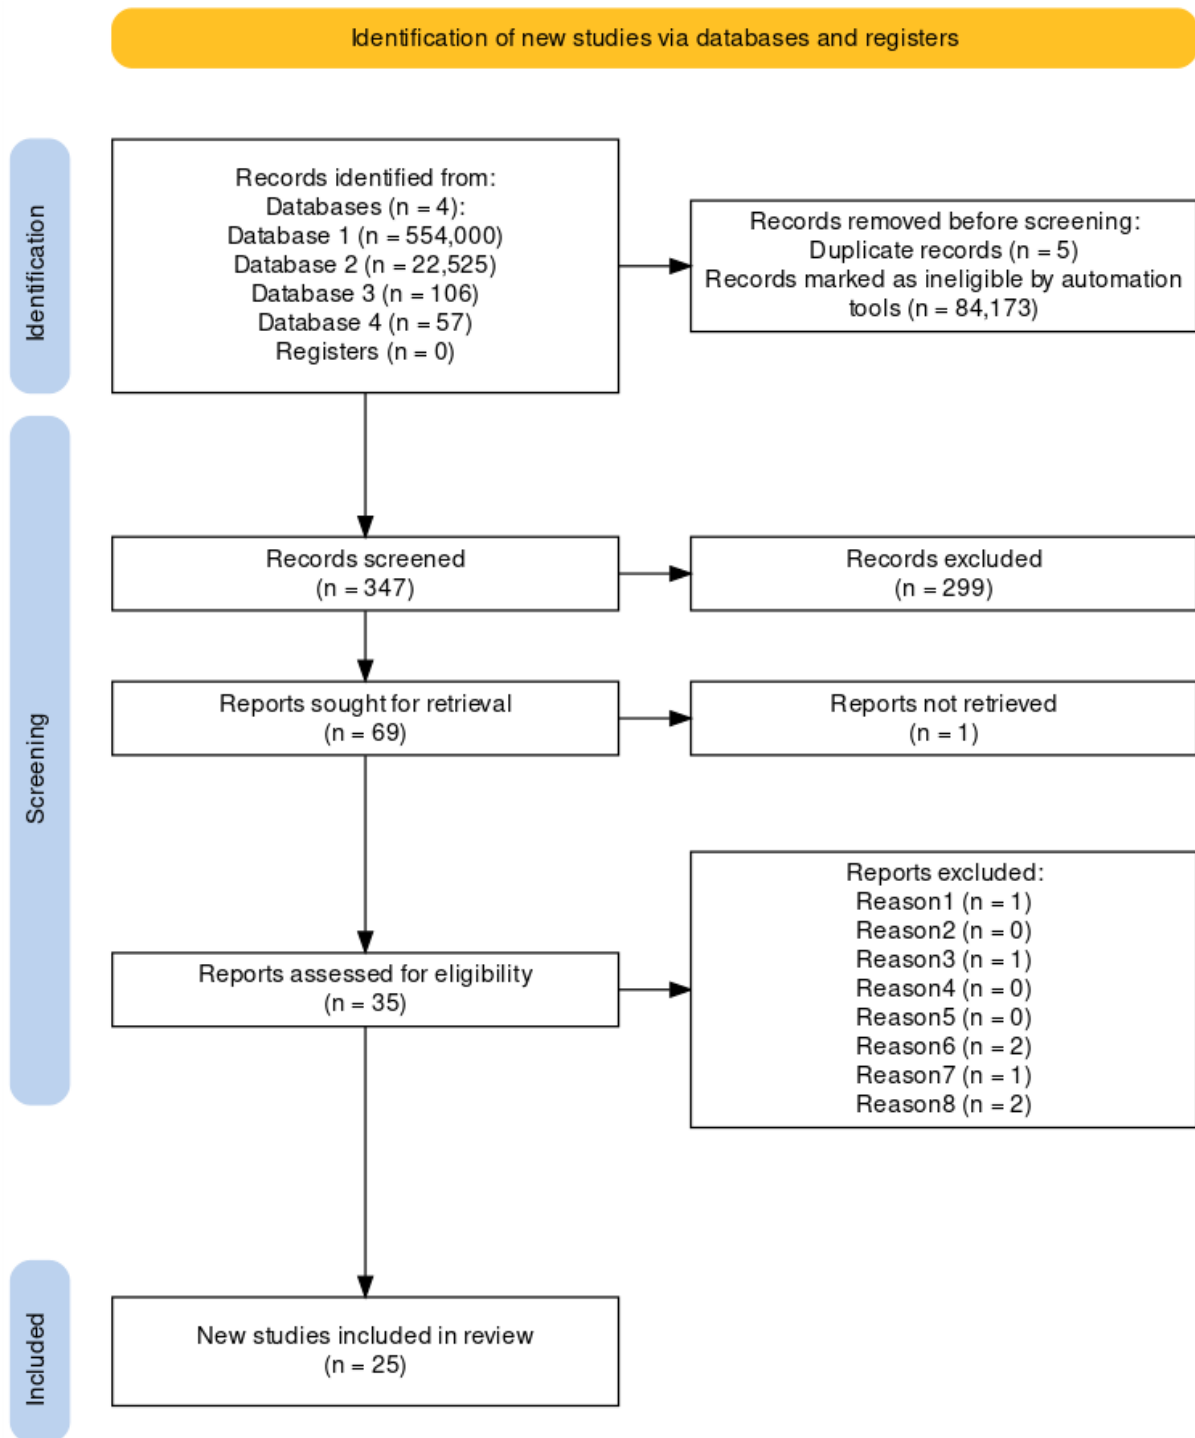 Identification of new studies via databases and registers
Identification
Records identified from:
Databases (n = 4):
Database 1 (n = 554,000)
Database 2 (n = 22,525)
Database 3 (n = 106)
Database 4 (n = 57)
Registers (n = 0)
Records removed before screening:
Duplicate records (n = 5)
Records marked as ineligible by automation
tools (n = 84,173)
Screening
Records screened
(n = 347)
Records excluded
(n = 299)
Reports sought for retrieval
(n = 69)
Reports not retrieved
(n = 1)
Reports assessed for eligibility
(n = 35)
Reports excluded:
Reason1 (n = 1)
Reason2 (n = 0)
Reason3 (n = 1)
Reason4 (n = 0)
Reason5 (n = 0)
Reason6 (n = 2)
Reason7 (n = 1)
Reason8 (n = 2)
Included
New studies included in review
(n = 25)